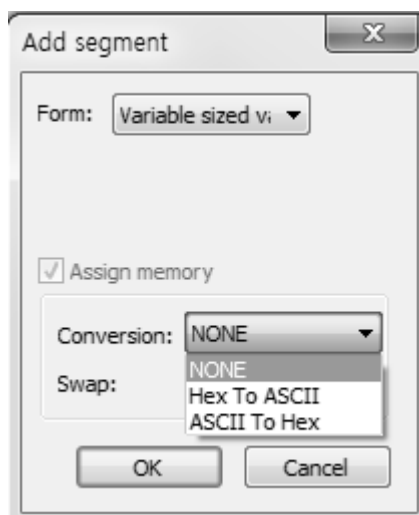 Add segment
Form: Variable sized va
Assign memory
Conversion: NONE
NONE
Swap: Hex To ASCII
ASCII To Hex
OK Cancel